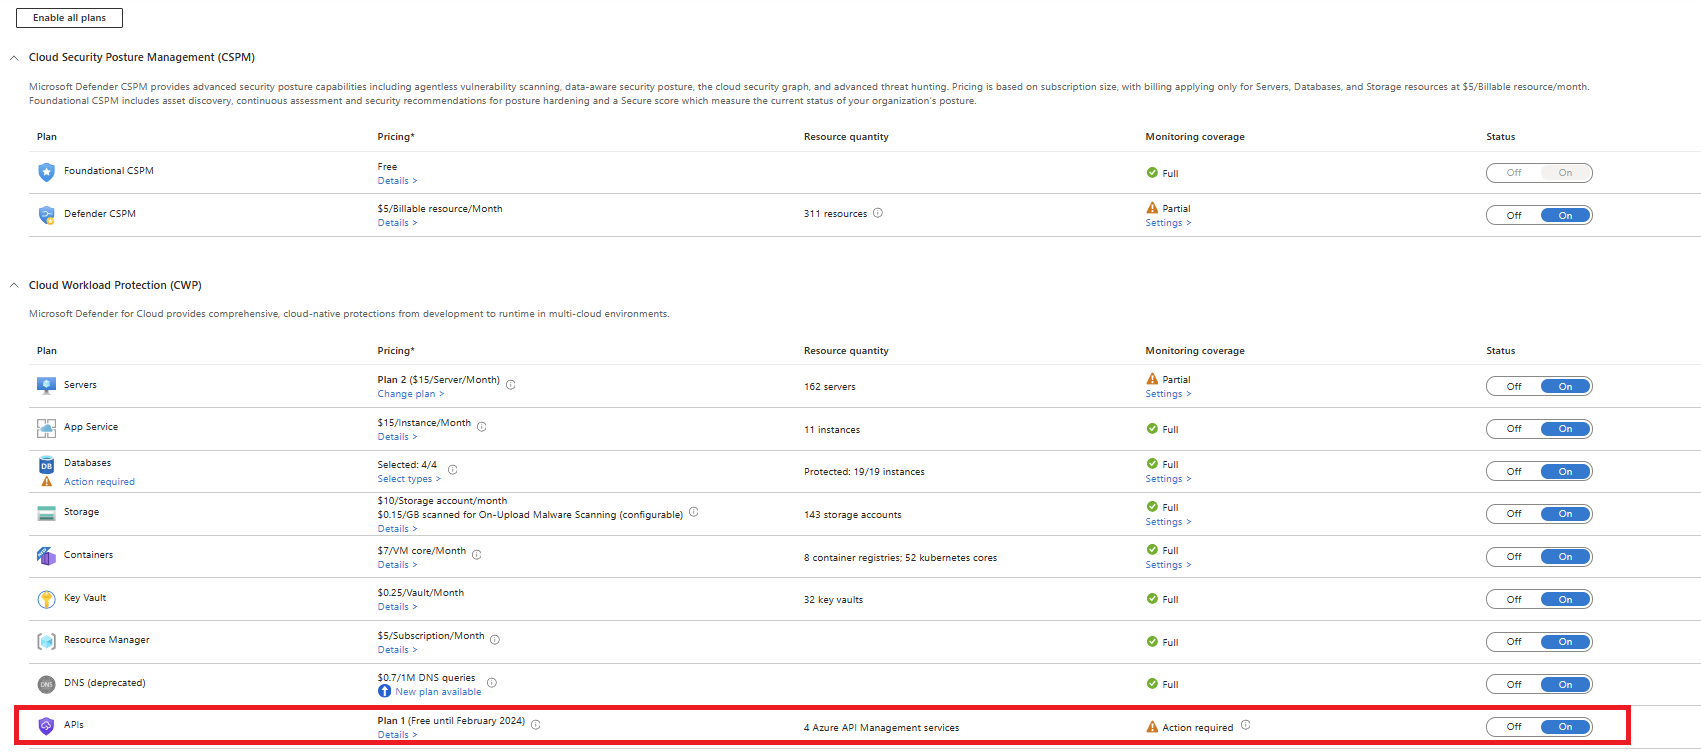 Enable all plans
Cloud Security Posture Management (CSPM)
Microsoft Defender CSPM provides advanced security posture capabilities including agentless vulnerability scanning, data-aware security posture, the cloud security graph, and advanced threat hunting. Pricing is based on subscription size, with billing applying only for Servers, Databases, and Storage resources at $5/Billable resource/month.
Foundational CSPM includes asset discovery, continuous assessment and security recommendations for posture hardening and a Secure score which measure the current status of your organization's posture.
Plan Pricing* Resource quantity Monitoring coverage Status
Foundational CSPM Free Full Off On
Details >
Defender CSPM $5/Billable resource/Month 311 resources Partial Off On
Details > Settings >
Cloud Workload Protection (CWP)
Microsoft Defender for Cloud provides comprehensive, cloud-native protections from development to runtime in multi-cloud environments.
Plan Pricing* Resource quantity Monitoring coverage Status
Servers Plan 2 ($15/Server/Month) 162 servers Partial Off On
Change plan > Settings >
App Service $15/Instance/Month 11 instances Full Off On
Details >
DB Databases Selected: 4/4 Protected: 19/19 instances Full Off On
Action required Select types > Settings >
Storage $10/Storage account/month 143 storage accounts Full Off On
$0.15/GB scanned for On-Upload Malware Scanning (configurable)
Details > Settings >
Containers $7/VM core/Month 8 container registries; 52 kubernetes cores Full Off On
Details > Settings >
Key Vault $0.25/Vault/Month 32 key vaults Full Off On
Details >
Resource Manager $5/Subscription/Month Full Off On
Details >
DNS DNS (deprecated) $0.7/1M DNS queries Full Off On
New plan available
APIs Plan 1 (Free until February 2024) 4 Azure API Management services Action required Off On
Details >